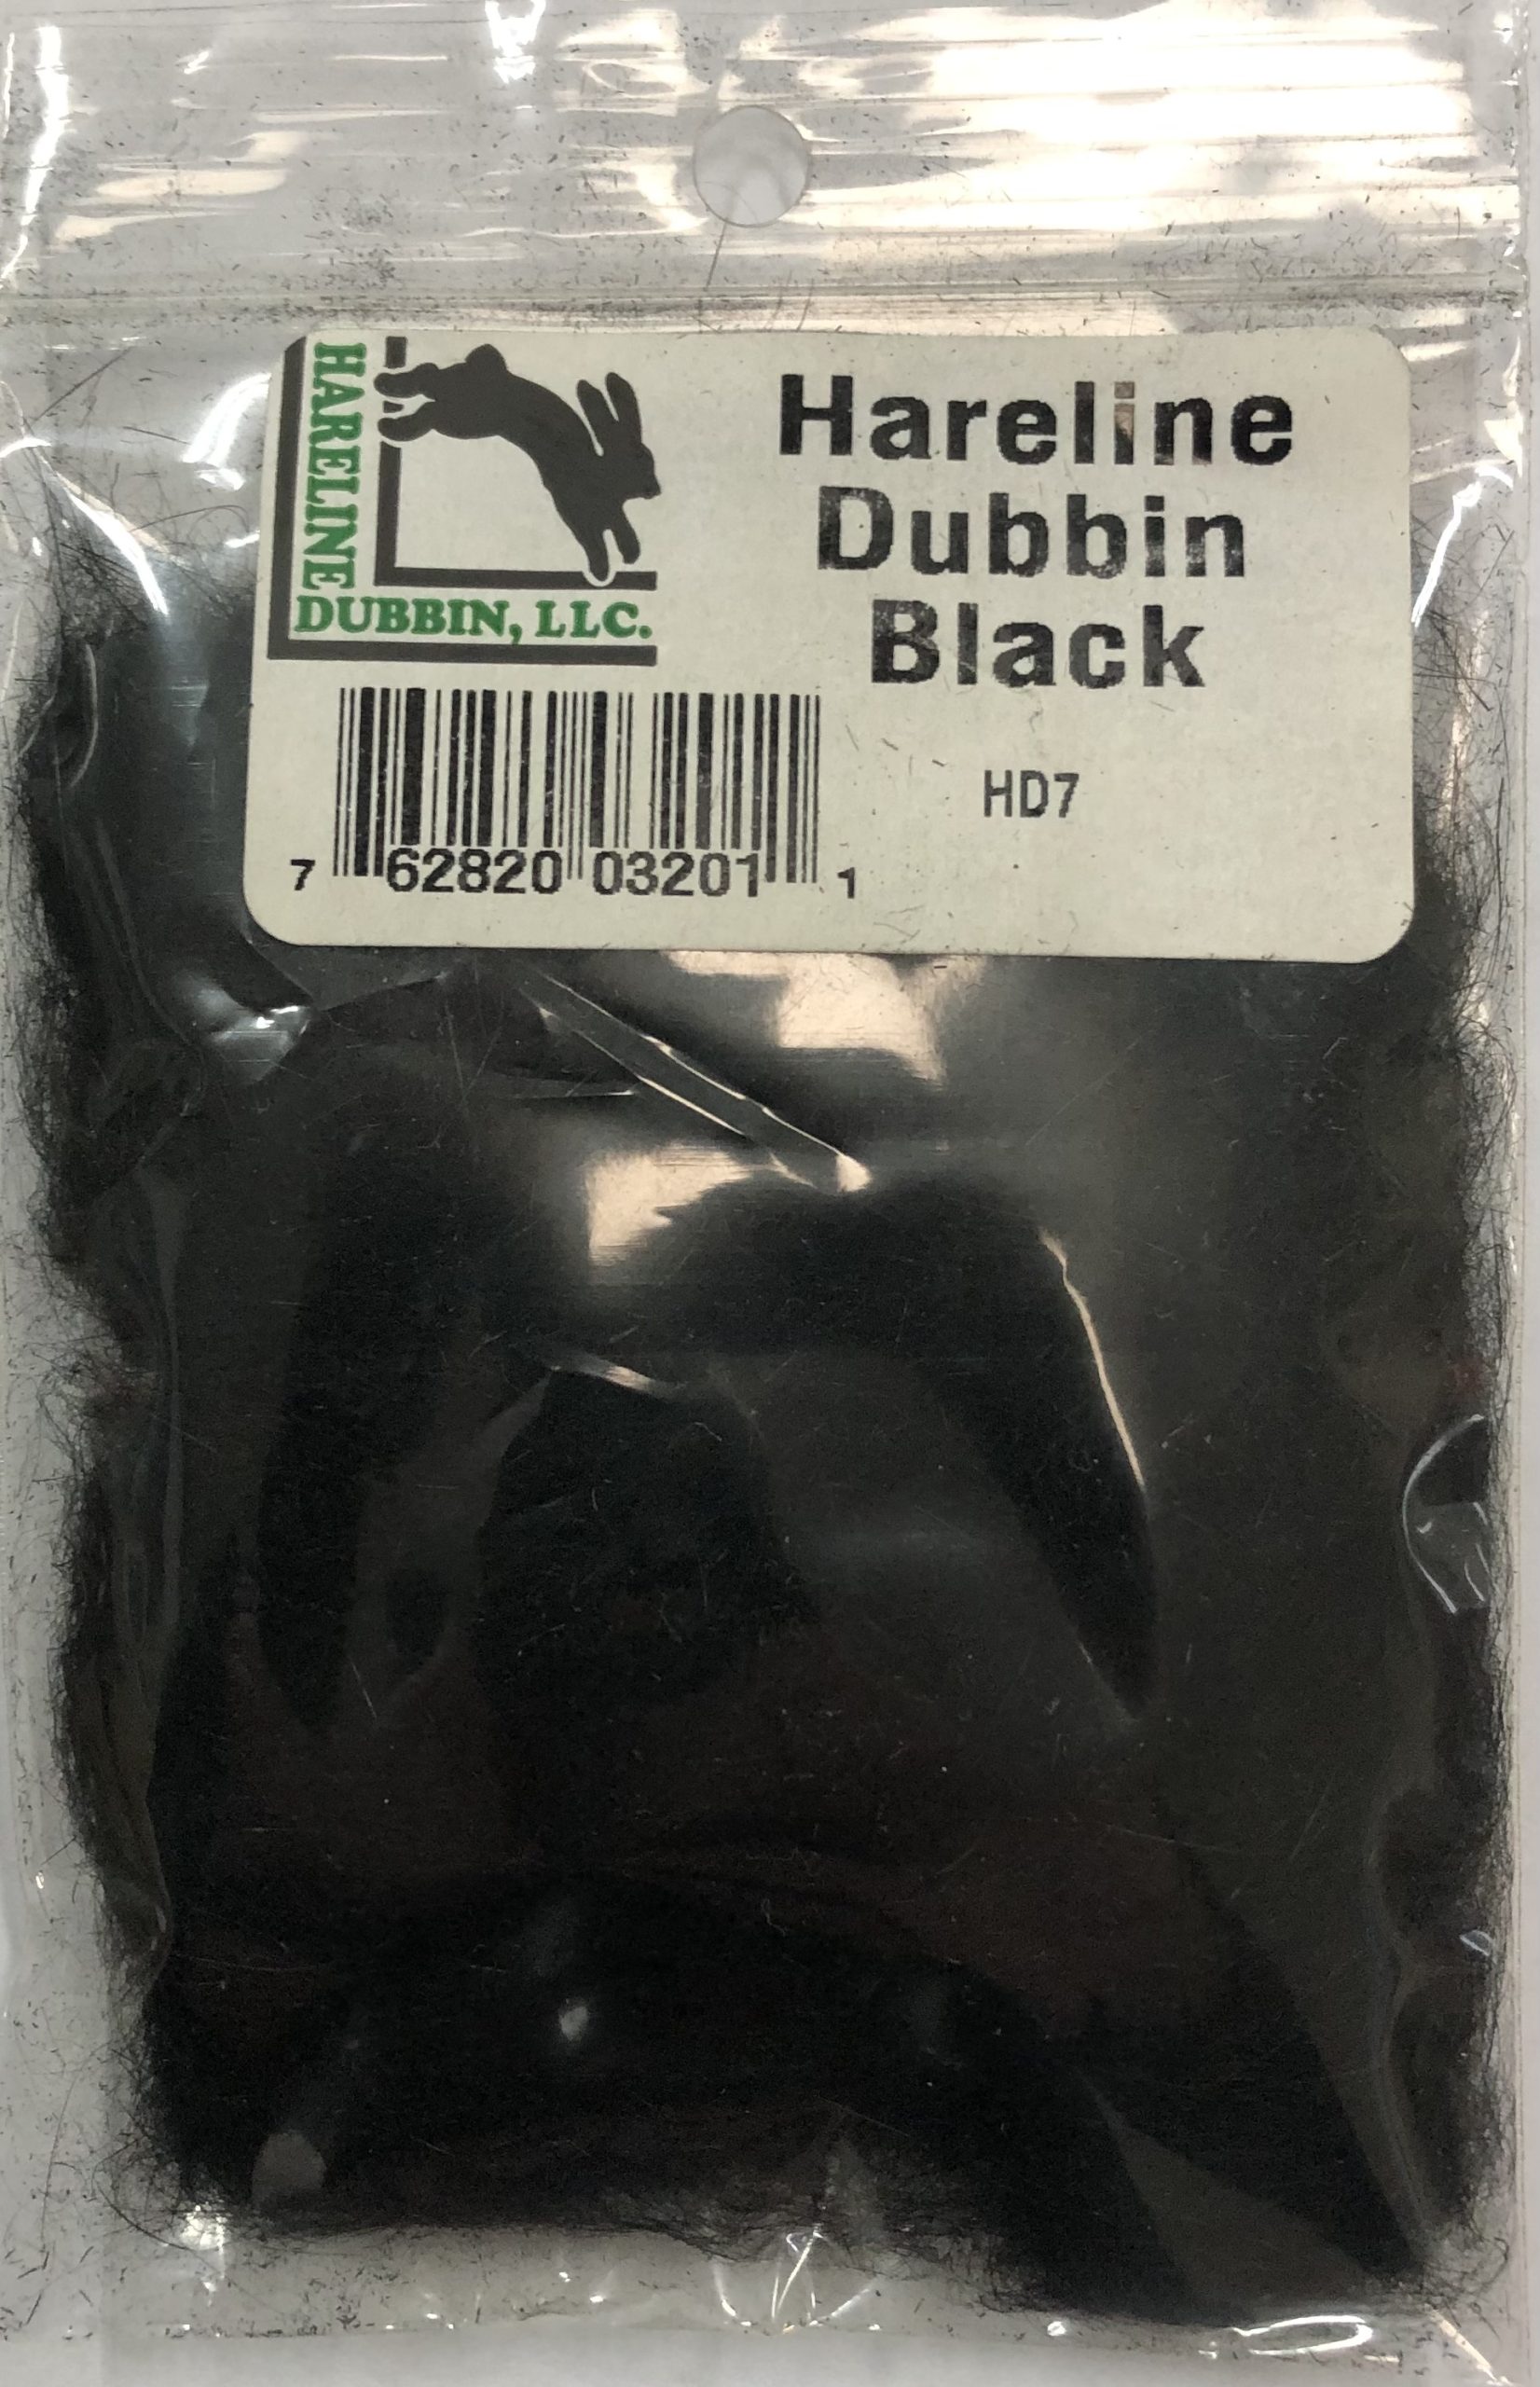 HARELINE
DUBBIN, LLC.
Hareline
Dubbin
Black
HD7
7 62820 03201 1